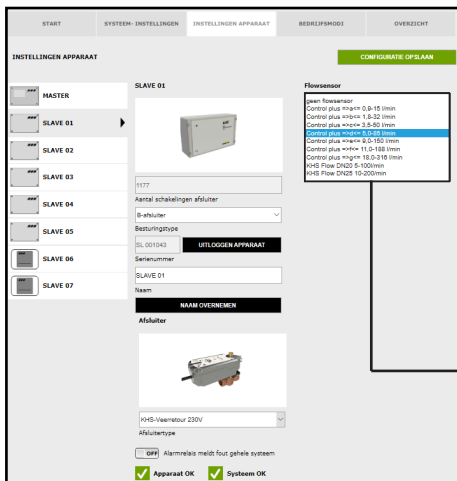 START
SYSTEEM- INSTELLINGEN
INSTELLINGEN APPARAAT
BEDRIJFSMODI
OVERZICHT
INSTELLINGEN APPARAAT
CONFIGURATIE OPSLAAN
MASTER
SLAVE 01
SLAVE 02
SLAVE 03
SLAVE 04
SLAVE 05
SLAVE 06
SLAVE 07
SLAVE 01
1177
Aantal schakelingen afsluiter
B-afsluiter
Besturingstype
SL 001043
UITLOGGEN APPARAAT
Serienummer
SLAVE 01
Naam
NAAM OVERNEMEN
Afsluiter
KHS-Veerretour 230V
Afsluitertype
OFF Alarmrelais meldt fout gehele systeem
Apparaat OK
Systeem OK
Flowsensor
geen flowsensor
Control plus =>a<= 0,9-15 l/min
Control plus =>b<= 1,8-32 l/min
Control plus =>c<= 3,5-50 l/min
Control plus =>d<= 5,0-85 l/min
Control plus =>e<= 9,0-150 l/min
Control plus =>f<= 11,0-188 l/min
Control plus =>g<= 18,0-316 l/min
KHS Flow DN20 5-100l/min
KHS Flow DN25 10-200/min